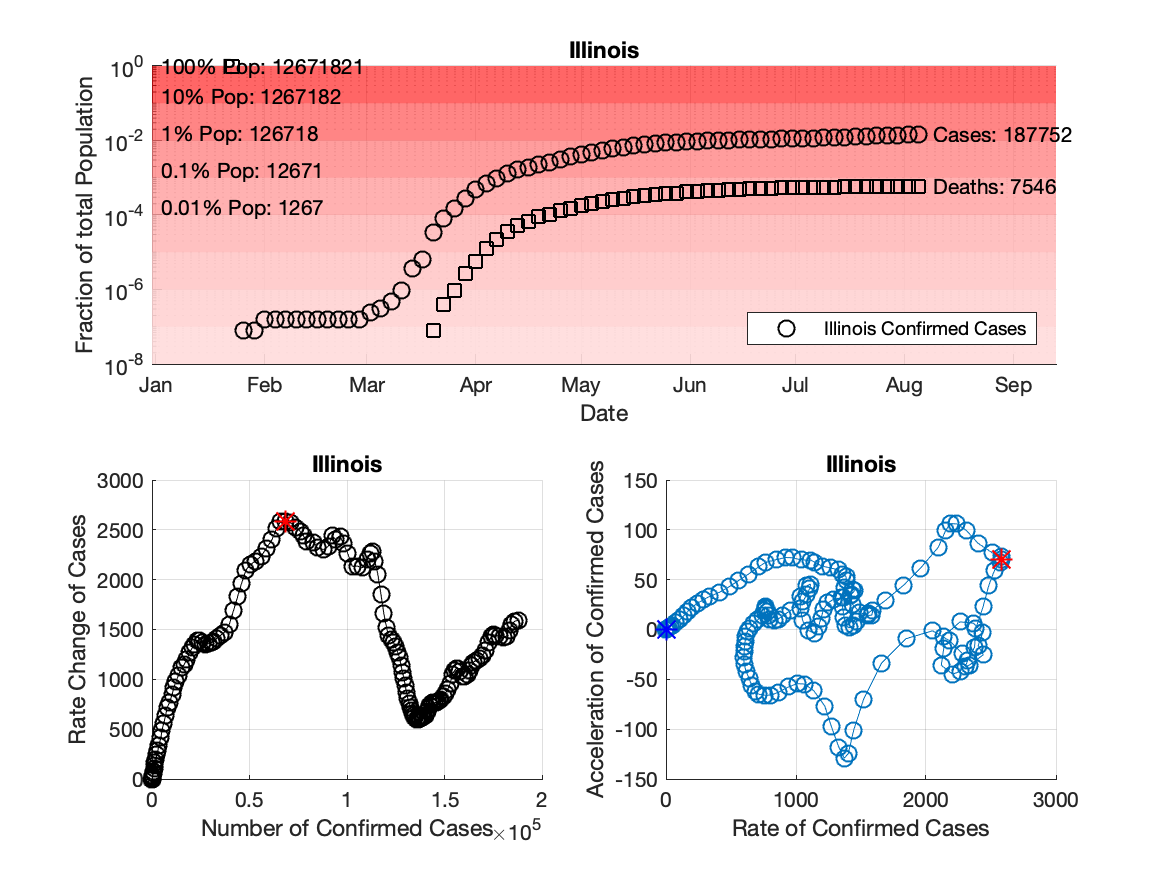 Illinois
10^0
10^-2
10^-4
10^-6
10^-8
Fraction of total Population
100% Pop: 12671821
10% Pop: 1267182
1% Pop: 126718
0.1% Pop: 12671
0.01% Pop: 1267
Cases: 187752
Deaths: 7546
Illinois Confirmed Cases
Jan Feb Mar Apr May Jun Jul Aug Sep
Date
Illinois
3000
2500
2000
1500
1000
500
0
Rate Change of Cases
0 0.5 1 1.5 2
Number of Confirmed Cases ×10^5
Illinois
150
100
50
0
-50
-100
-150
Acceleration of Confirmed Cases
0 1000 2000 3000
Rate of Confirmed Cases